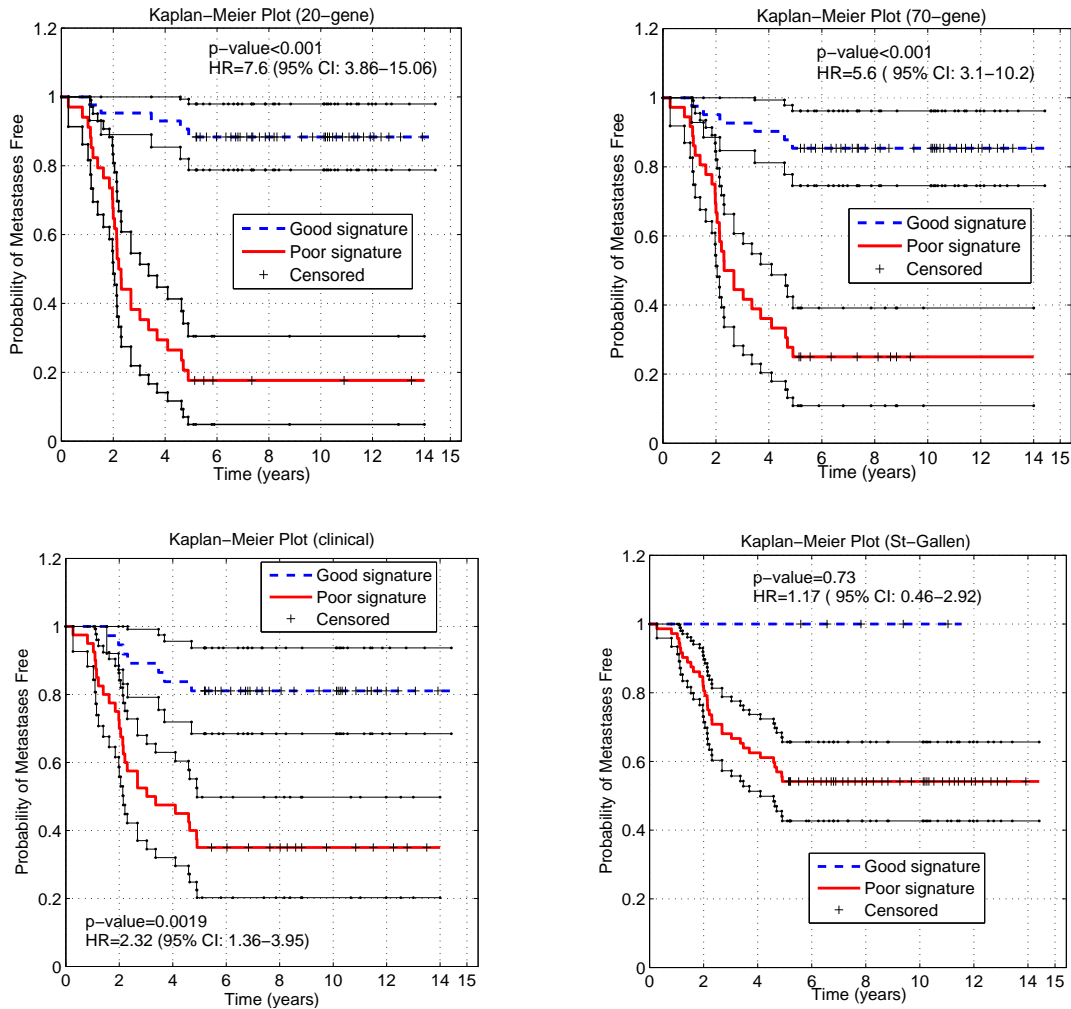 Kaplan−Meier Plot (20−gene)
p−value<0.001
HR=7.6 (95% CI: 3.86−15.06)
Good signature
Poor signature
Censored
Probability of Metastases Free
1.2
1
0.8
0.6
0.4
0.2
0
0 2 4 6 8 10 12 14 15
Time (years)
Kaplan−Meier Plot (70−gene)
p−value<0.001
HR=5.6 ( 95% CI: 3.1−10.2)
Good signature
Poor signature
Censored
Probability of Metastatses Free
1.2
1
0.8
0.6
0.4
0.2
0
0 2 4 6 8 10 12 14 15
Time (years)
Kaplan−Meier Plot (clinical)
Good signature
Poor signature
Censored
Probability of Metastases Free
1.2
1
0.8
0.6
0.4
0.2
0
p−value=0.0019
HR=2.32 (95% CI: 1.36−3.95)
0 2 4 6 8 10 12 14 15
Time (years)
Kaplan−Meier Plot (St−Gallen)
p−value=0.73
HR=1.17 ( 95% CI: 0.46−2.92)
Probability of Metastases Free
1.2
1
0.8
0.6
0.4
0.2
0
Good signature
Poor signature
Censored
0 2 4 6 8 10 12 14 15
Time (years)